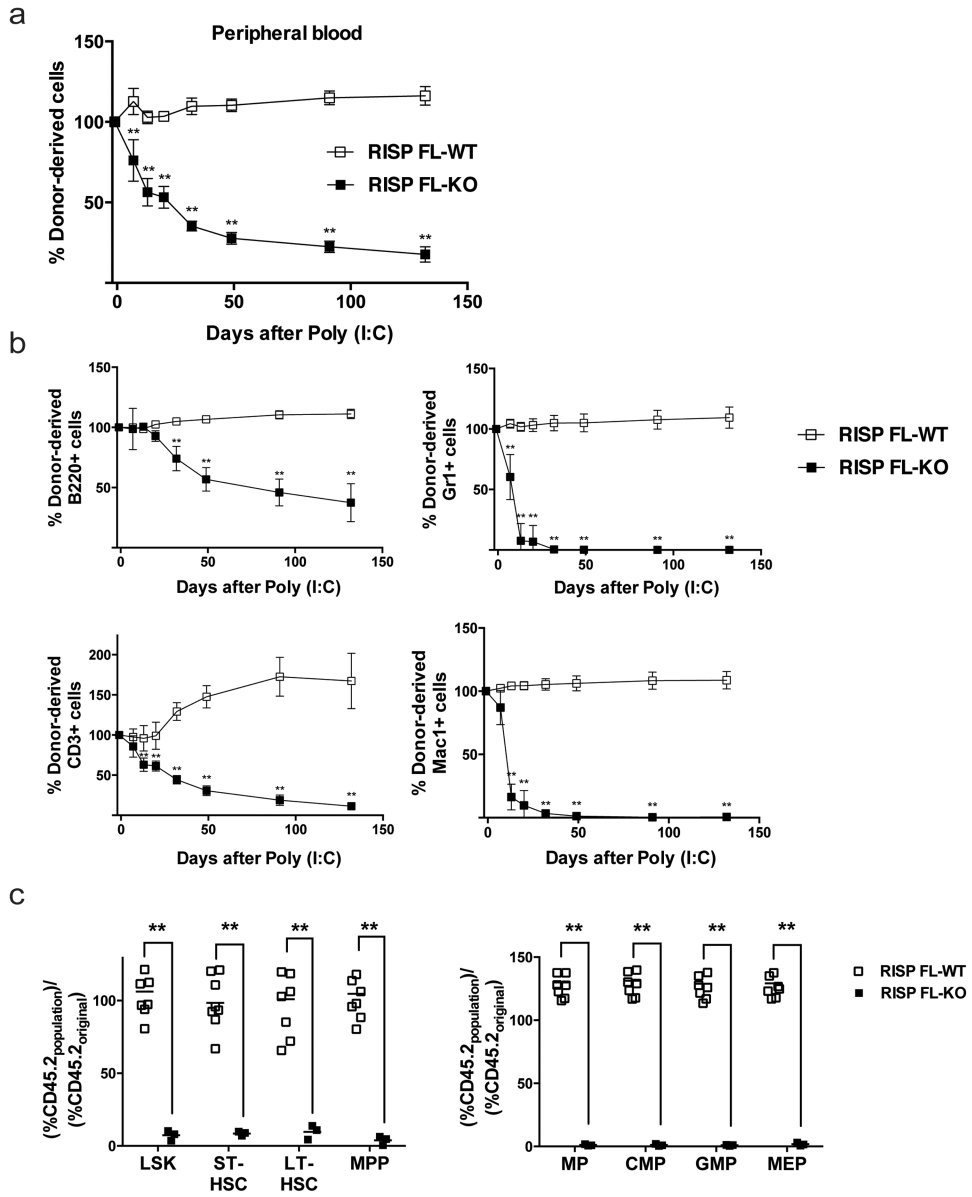 a
Peripheral blood
% Donor-derived cells
150
100
50
0 50 100 150
Days after Poly (I:C)
RISP FL-WT
RISP FL-KO
** ** ** ** ** ** **
b
% Donor-derived
B220+ cells
150
100
50
** ** ** **
0 50 100 150
Days after Poly (I:C)
% Donor-derived
Gr1+ cells
150
100
50
** ** ** ** ** ** **
0 50 100 150
Days after Poly (I:C)
RISP FL-WT
RISP FL-KO
% Donor-derived
CD3+ cells
200
150
100
50
** ** ** ** ** **
0 50 100 150
Days after Poly (I:C)
% Donor-derived
Mac1+ cells
150
100
50
** ** ** ** ** **
0 50 100 150
Days after Poly (I:C)
c
(%CD45.2population)/
(%CD45.2original)
100
50
0
** ** ** **
LSK ST-HSC LT-HSC MPP
(%CD45.2population)/
(%CD45.2original)
150
100
50
0
** ** ** **
MP CMP GMP MEP
RISP FL-WT
RISP FL-KO